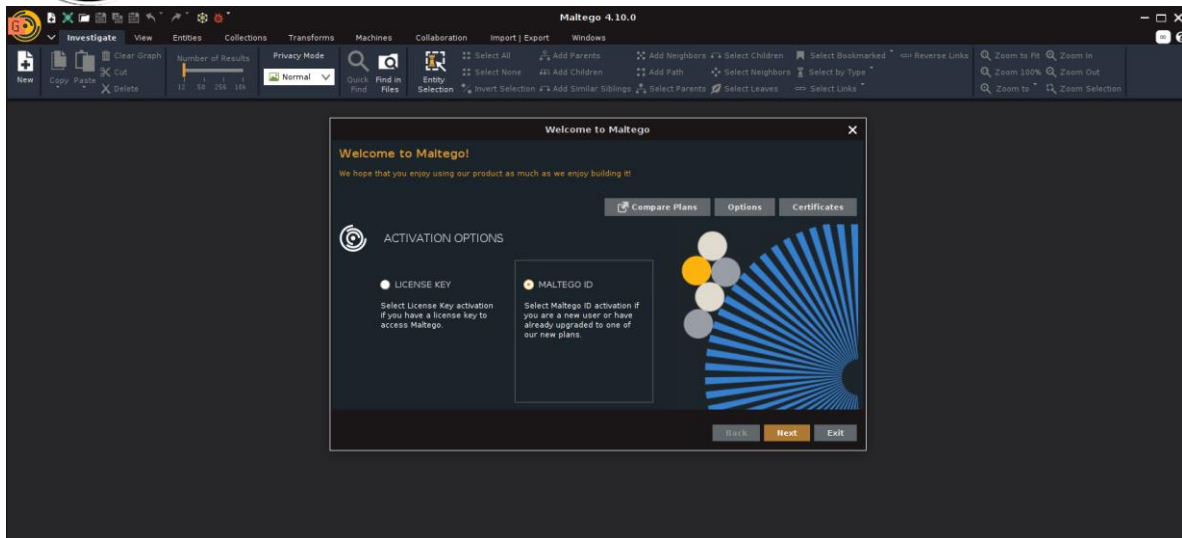 Maltego 4.10.0
Investigate View Entities Collections Transforms Machines Collaboration Import | Export Windows
New
Copy Paste
Clear Graph
Cut
Delete
Number of Results
12 50 256 10k
Privacy Mode
Normal
Quick Find
Find in Files
Entity Selection
Select All
Select None
Invert Selection
Add Parents
Add Children
Add Similar Siblings
Add Neighbors
Add Path
Select Parents
Select Children
Select Neighbors
Select Leaves
Select Bookmarked
Select by Type
Select Links
Reverse Links
Zoom to Fit
Zoom 100%
Zoom to
Zoom In
Zoom Out
Zoom Selection
Welcome to Maltego
Welcome to Maltego!
We hope that you enjoy using our product as much as we enjoy building it!
Compare Plans Options Certificates
ACTIVATION OPTIONS
LICENSE KEY
Select License Key activation
if you have a license key to
access Maltego.
MALTEGO ID
Select Maltego ID activation if
you are a new user or have
already upgraded to one of
our new plans.
Back Next Exit